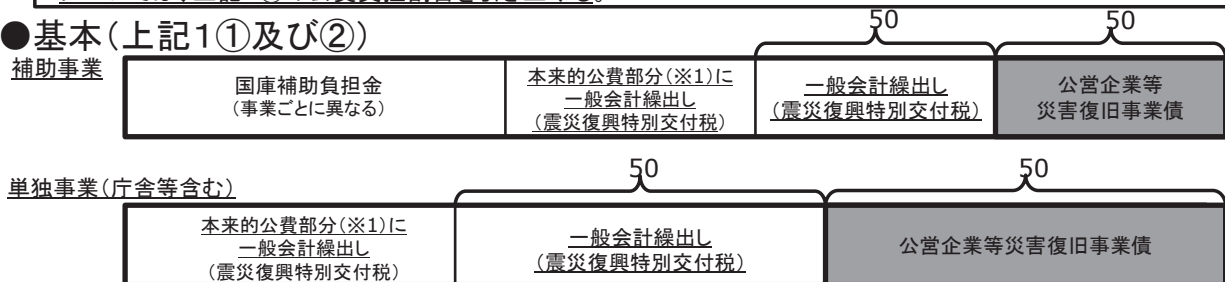 ●基本(上記1①及び②)
50
50
補助事業
国庫補助負担金
(事業ごとに異なる)
本来的公費部分(※1)に
一般会計繰出し
(震災復興特別交付税)
一般会計繰出し
(震災復興特別交付税)
公営企業等
災害復旧事業債
単独事業(庁舎等含む)
50
50
本来的公費部分(※1)に
一般会計繰出し
(震災復興特別交付税)
一般会計繰出し
(震災復興特別交付税)
公営企業等災害復旧事業債